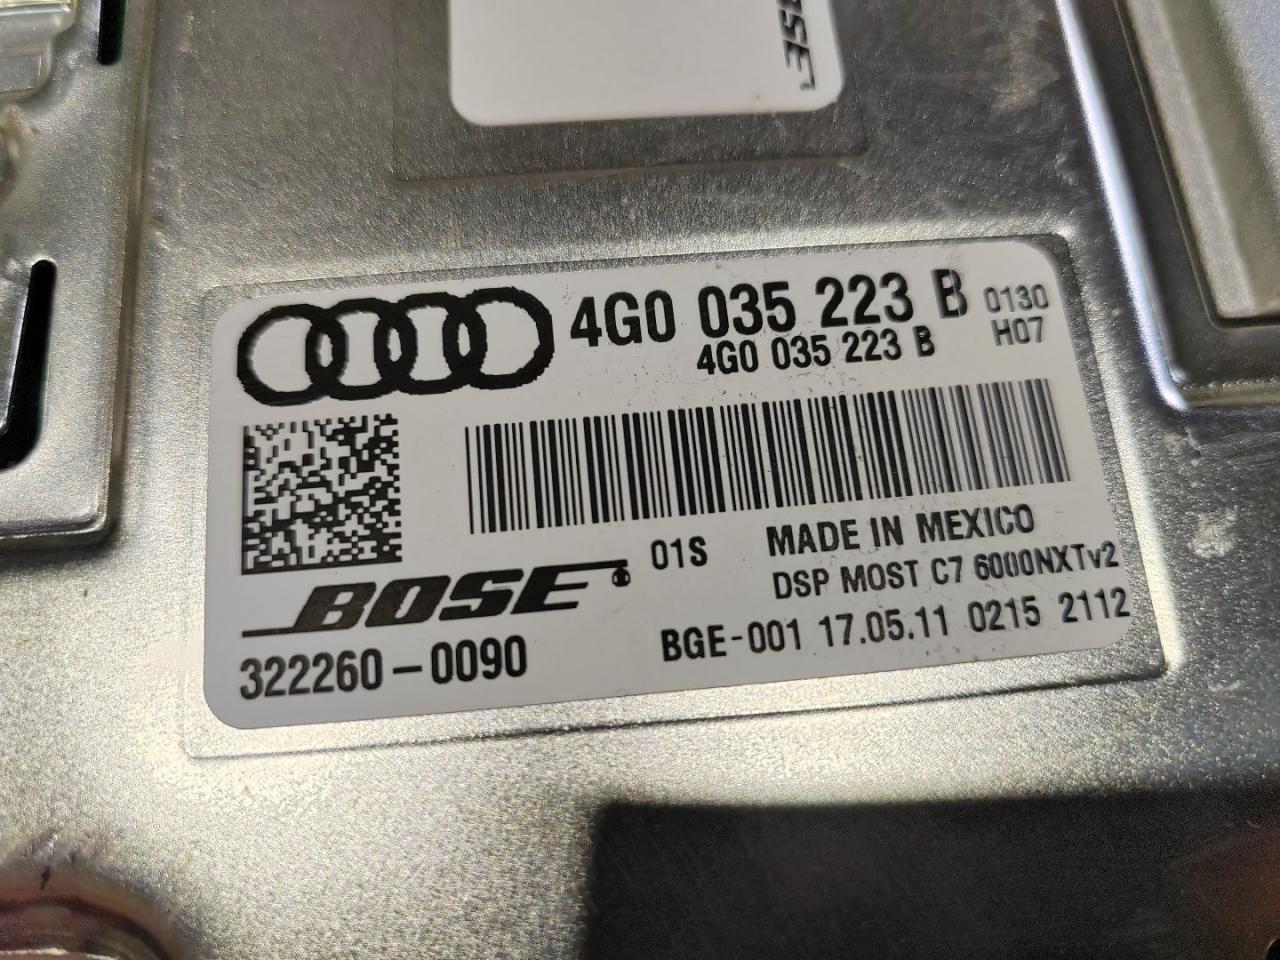 BOSE
4G0 035 223 B 0130
4G0 035 223 B H07
01S MADE IN MEXICO
BOSE® DSP MOST C7 6000NXTv2
322260-0090 BGE-001 17.05.11 0215 2112